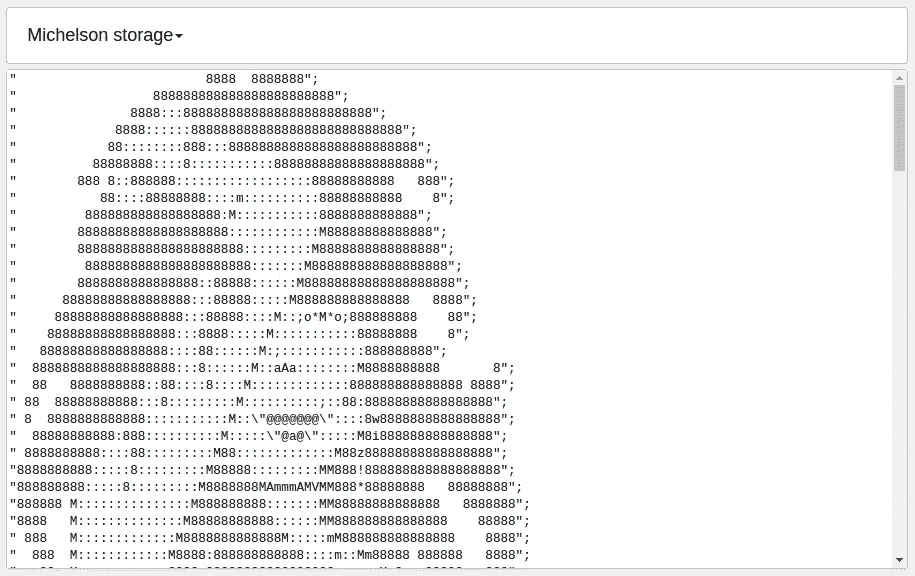 "                         8888  8888888";
"                  888888888888888888888888";
"               8888:::8888888888888888888888888";
"             8888::::::8888888888888888888888888888";
"            88::::::::888:::8888888888888888888888888";
"          88888888::::8:::::::::::88888888888888888888";
"        888 8::888888::::::::::::::::::88888888888   888";
"           88::::88888888::::m::::::::::88888888888    8";
"         888888888888888888:M:::::::::::8888888888888";
"        88888888888888888888::::::::::::M88888888888888";
"        8888888888888888888888:::::::::M8888888888888888";
"         8888888888888888888888:::::::M888888888888888888";
"        8888888888888888::88888::::::M88888888888888888888";
"      88888888888888888:::88888:::::M888888888888888   8888";
"     88888888888888888:::88888::::M::;o*M*o;888888888    88";
"    88888888888888888:::8888:::::M:::::::::::88888888    8";
"   88888888888888888::::88::::::M:;:::::::::::888888888";
"  8888888888888888888:::8::::::M::aAa::::::::M8888888888       8";
"  88   8888888888::88::::8::::M:::::::::::::888888888888888 8888";
" 88  88888888888:::8:::::::::M::::::::::;::88:88888888888888888";
" 8  8888888888888:::::::::::M::\"@@@@@@@\"::::8w8888888888888888";
"  88888888888:888::::::::::M:::::\"@a@\":::::M8i888888888888888";
" 8888888888::::88:::::::::M88:::::::::::::M88z88888888888888888";
"8888888888:::::8:::::::::M88888:::::::::MM888!888888888888888888";
"888888888:::::8:::::::::M8888888MAmmmAMVMM888*88888888   88888888";
"888888 M:::::::::::::::M888888888:::::::MM88888888888888   8888888";
"8888   M::::::::::::::M88888888888::::::MM888888888888888    88888";
" 888   M:::::::::::::M8888888888888M:::::mM888888888888888    8888";
"  888  M::::::::::::M8888:888888888888::::m::Mm88888 888888   8888";